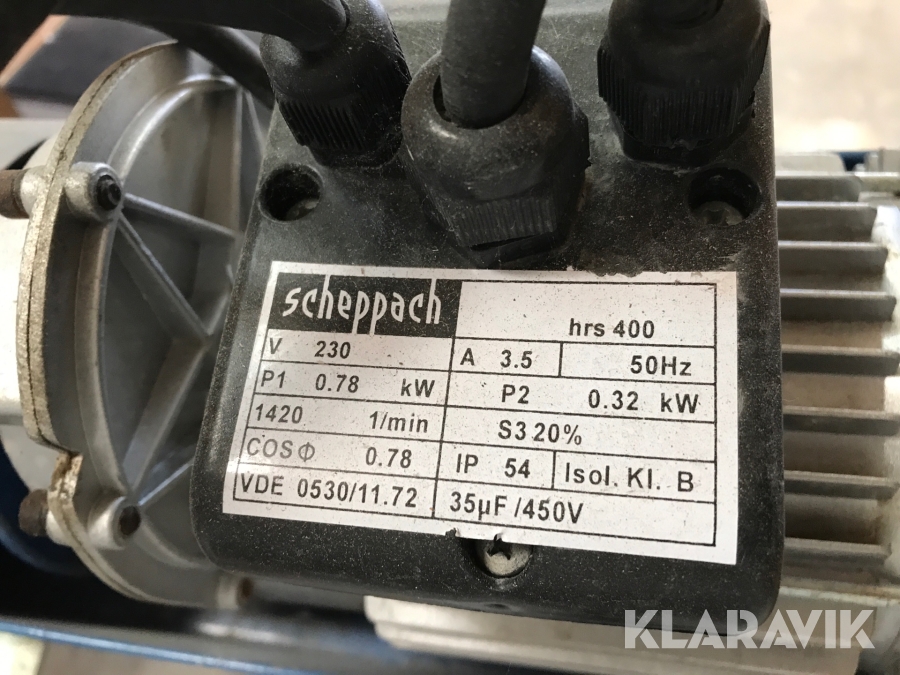 scheppach
hrs 400
V 230
A 3.5
50Hz
P1 0.78 kW
P2 0.32 kW
1420 1/min
S3 20%
COS Φ 0.78
IP 54
Isol. Kl. B
VDE 0530/11.72
35µF/450V
KLARAVIK